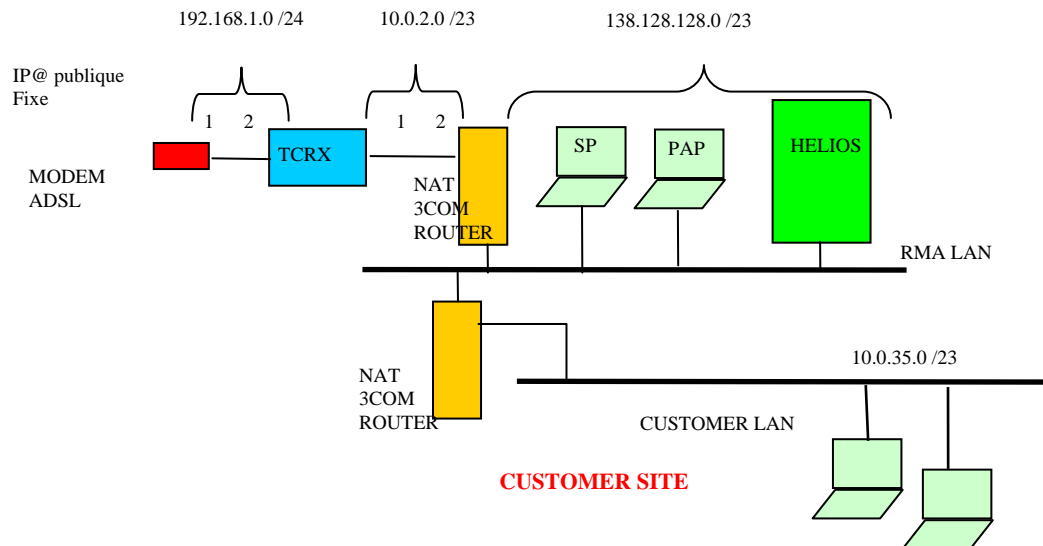 192.168.1.0 /24
10.0.2.0 /23
138.128.128.0 /23
IP@ publique
Fixe
1
2
1
2
TCRX
SP
PAP
HELIOS
MODEM
ADSL
NAT
3COM
ROUTER
RMA LAN
10.0.35.0 /23
NAT
3COM
ROUTER
CUSTOMER LAN
CUSTOMER SITE